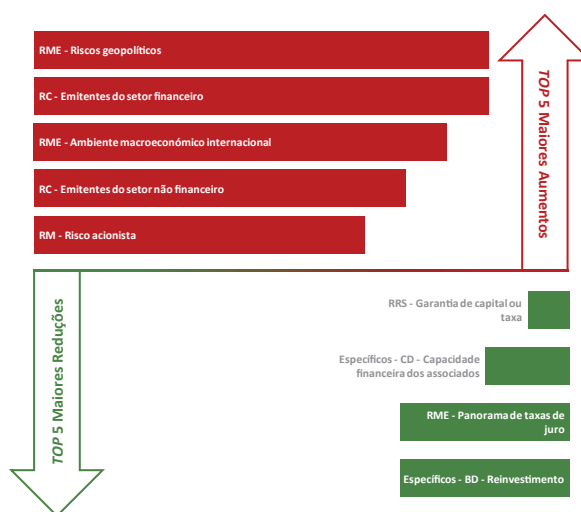 RME - Riscos geopolíticos
RC - Emitentes do setor financeiro
RME - Ambiente macroeconómico internacional
RC - Emitentes do setor não financeiro
RM - Risco acionista
TOP 5 Maiores Aumentos
TOP 5 Maiores Reduções
RRS - Garantia de capital ou
taxa
Específicos - CD - Capacidade
financeira dos associados
RME - Panorama de taxas de
juro
Específicos - BD - Reinvestimento